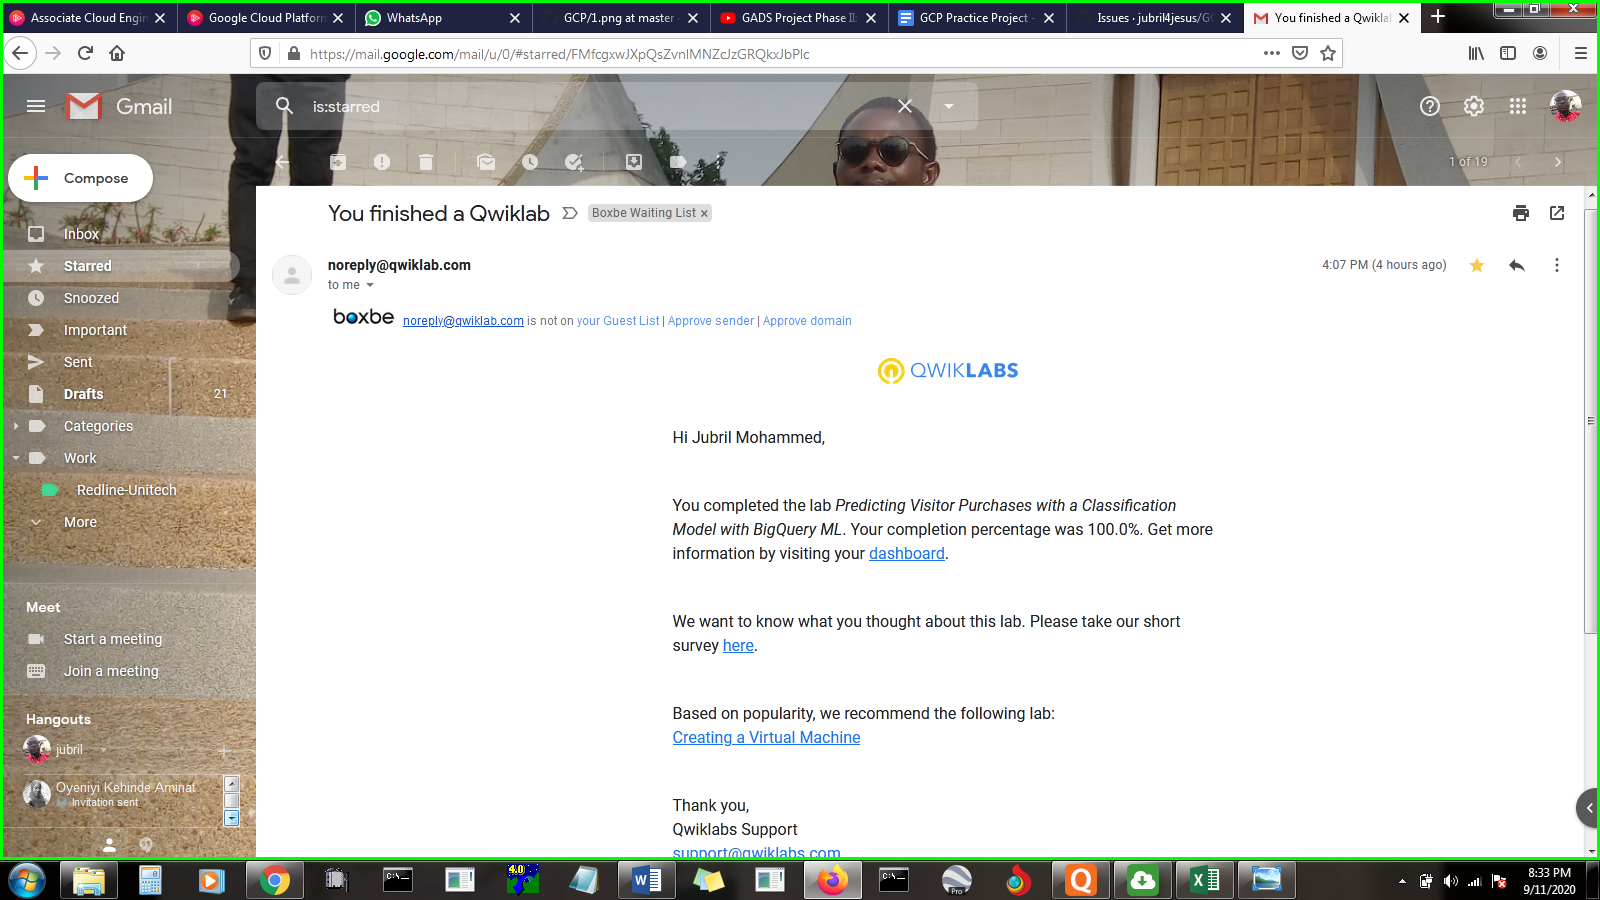 Associate Cloud Engin
Google Cloud Platform
WhatsApp
GCP/1.png at master
GADS Project Phase II:
GCP Practice Project -
Issues · jubril4jesus/GC
You finished a Qwiklab
https://mail.google.com/mail/u/0/#starred/FMfcgxwJXpQsZvnlMNZcJzGRQkxJbPlc
Gmail
is:starred
1 of 19
Compose
You finished a Qwiklab
Boxbe Waiting List ×
Inbox
Starred
Snoozed
Important
Sent
Drafts 21
Categories
Work
Redline-Unitech
More
Meet
Start a meeting
Join a meeting
Hangouts
jubril
Oyeniyi Kehinde Aminat
Invitation sent
noreply@qwiklab.com
4:07 PM (4 hours ago)
to me
boxbe noreply@qwiklab.com is not on your Guest List | Approve sender | Approve domain
QWIKLABS
Hi Jubril Mohammed,
You completed the lab Predicting Visitor Purchases with a Classification
Model with BigQuery ML. Your completion percentage was 100.0%. Get more
information by visiting your dashboard.
We want to know what you thought about this lab. Please take our short
survey here.
Based on popularity, we recommend the following lab:
Creating a Virtual Machine
Thank you,
Qwiklabs Support
support@qwiklabs.com
4.0
Pro
8:33 PM
9/11/2020